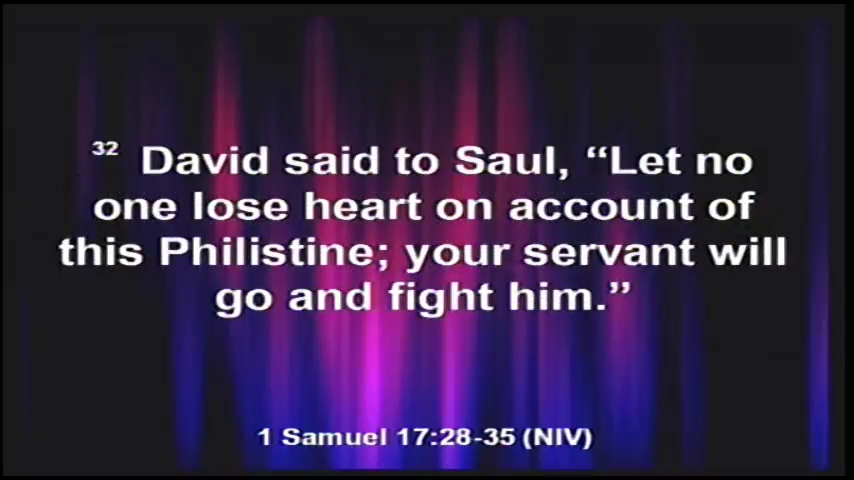 32 David said to Saul, “Let no
one lose heart on account of
this Philistine; your servant will
go and fight him.”
1 Samuel 17:28-35 (NIV)